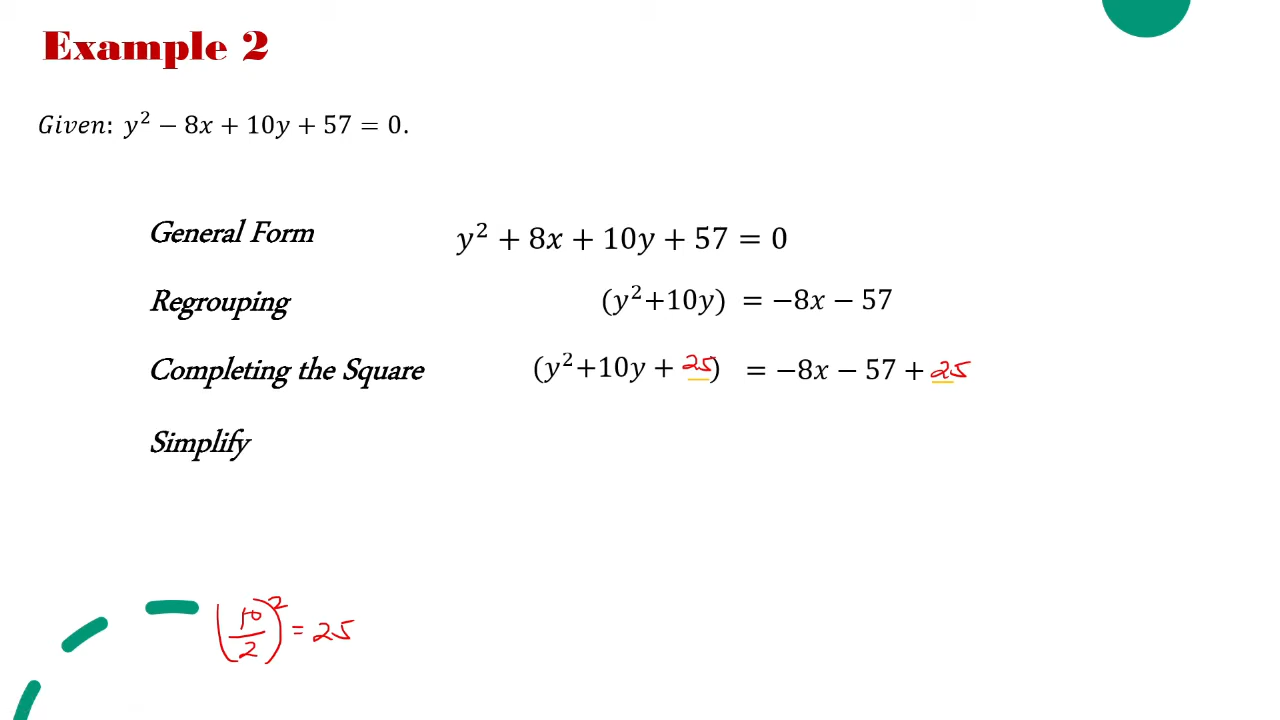 Example 2
Given: y² − 8x + 10y + 57 = 0.
General Form y² + 8x + 10y + 57 = 0
Regrouping (y²+10y) = −8x − 57
Completing the Square (y²+10y + 25) = −8x − 57 + 25
Simplify
(10/2)² = 25